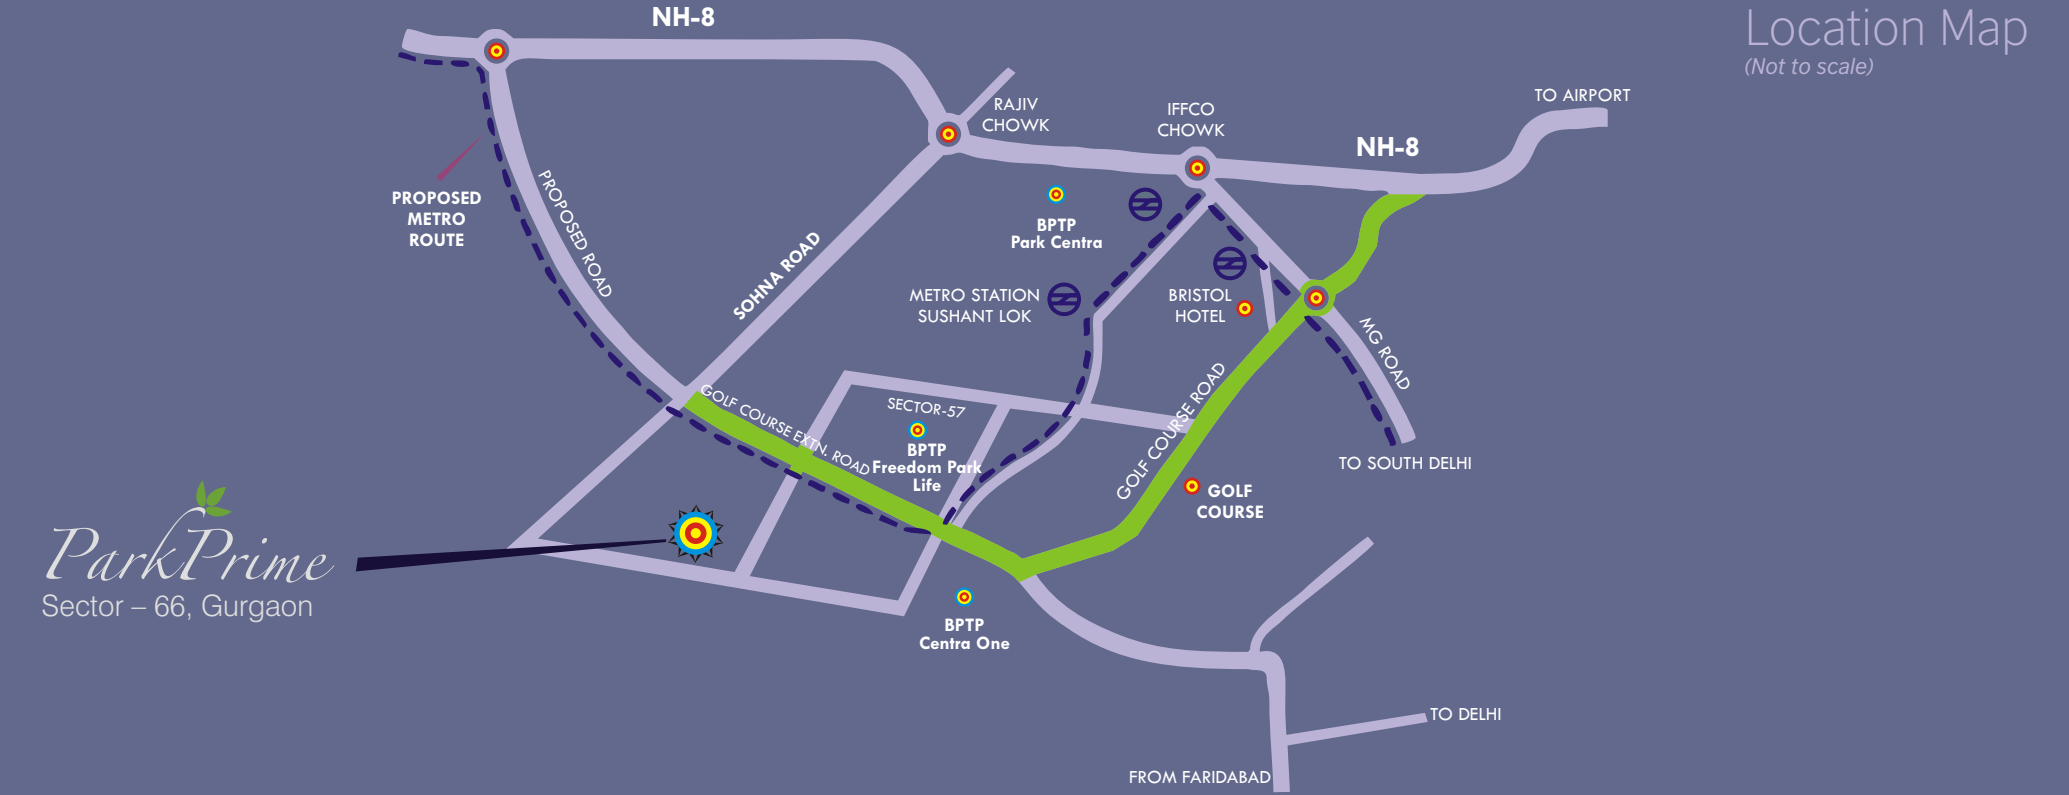 NH-8
Location Map
(Not to scale)
TO AIRPORT
RAJIV
CHOWK
IFFCO
CHOWK
NH-8
PROPOSED
METRO
ROUTE
PROPOSED ROAD
SOHNA ROAD
BPTP
Park Centra
METRO STATION
SUSHANT LOK
BRISTOL
HOTEL
MG ROAD
GOLF COURSE EXTN. ROAD
SECTOR-57
BPTP
Freedom Park
Life
GOLF COURSE ROAD
TO SOUTH DELHI
GOLF
COURSE
ParkPrime
Sector – 66, Gurgaon
BPTP
Centra One
TO DELHI
FROM FARIDABAD